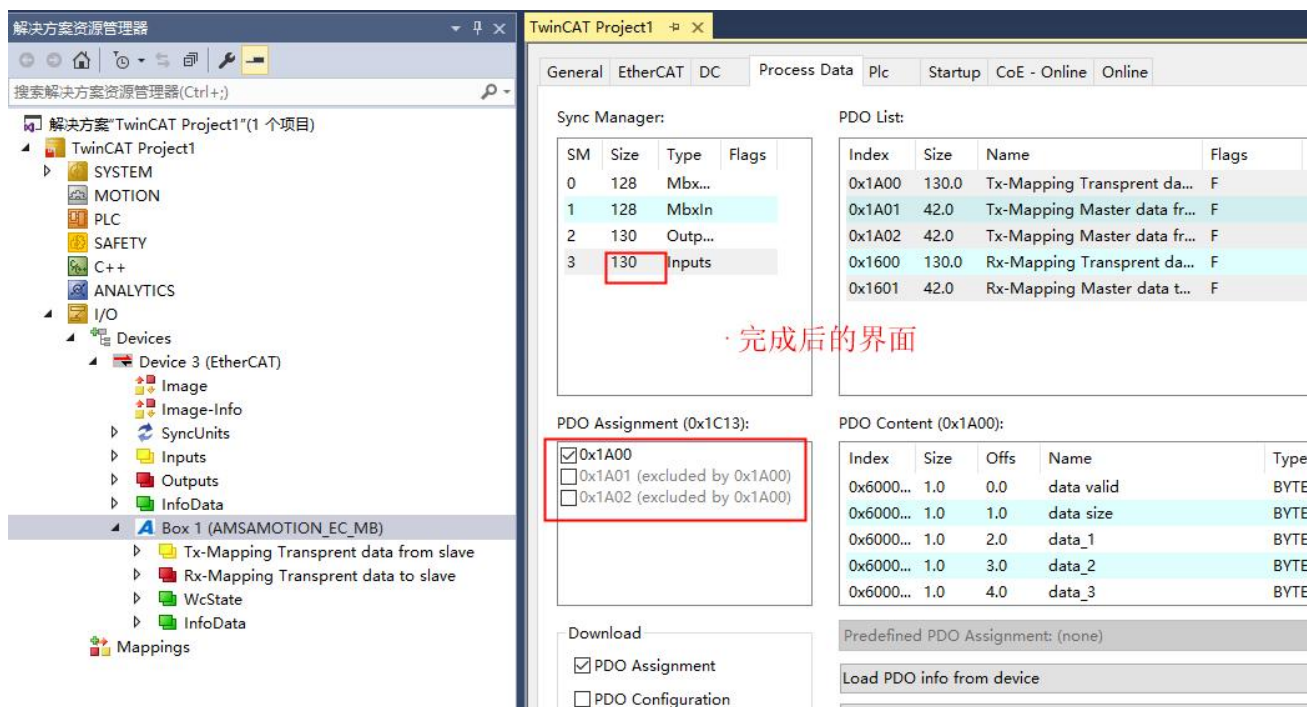 解决方案资源管理器
搜索解决方案资源管理器(Ctrl+;)
解决方案"TwinCAT Project1"(1 个项目)
TwinCAT Project1
SYSTEM
MOTION
PLC
SAFETY
C++
ANALYTICS
I/O
Devices
Device 3 (EtherCAT)
Image
Image-Info
SyncUnits
Inputs
Outputs
InfoData
Box 1 (AMSAMOTION_EC_MB)
Tx-Mapping Transprent data from slave
Rx-Mapping Transprent data to slave
WcState
InfoData
Mappings
TwinCAT Project1
General EtherCAT DC Process Data Plc Startup CoE - Online Online
Sync Manager:
SM Size Type Flags
0 128 Mbx...
1 128 MbxIn
2 130 Outp...
3 130 Inputs
PDO List:
Index Size Name Flags
0x1A00 130.0 Tx-Mapping Transprent da... F
0x1A01 42.0 Tx-Mapping Master data fr... F
0x1A02 42.0 Tx-Mapping Master data fr... F
0x1600 130.0 Rx-Mapping Transprent da... F
0x1601 42.0 Rx-Mapping Master data t... F
·完成后的界面
PDO Assignment (0x1C13):
0x1A00
0x1A01 (excluded by 0x1A00)
0x1A02 (excluded by 0x1A00)
PDO Content (0x1A00):
Index Size Offs Name Type
0x6000... 1.0 0.0 data valid BYTE
0x6000... 1.0 1.0 data size BYTE
0x6000... 1.0 2.0 data_1 BYTE
0x6000... 1.0 3.0 data_2 BYTE
0x6000... 1.0 4.0 data_3 BYTE
Download
PDO Assignment
PDO Configuration
Predefined PDO Assignment: (none)
Load PDO info from device